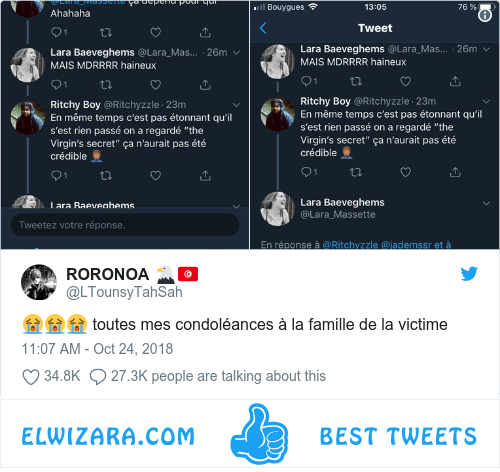 @Lara_Massette ça dépend pour qui
Ahahaha
1
Lara Baeveghems @Lara_Mas... · 26m
MAIS MDRRRR haineux
1
Ritchy Boy @Ritchyzzle · 23m
En même temps c'est pas étonnant qu'il
s'est rien passé on a regardé "the
Virgin's secret" ça n'aurait pas été
crédible 🤦🏾‍♂️
1
Lara Baeveghems
Tweetez votre réponse.
Bouygues 13:05 76 %
Tweet
Lara Baeveghems @Lara_Mas... · 26m
MAIS MDRRRR haineux
1
Ritchy Boy @Ritchyzzle · 23m
En même temps c'est pas étonnant qu'il
s'est rien passé on a regardé "the
Virgin's secret" ça n'aurait pas été
crédible 🤦🏾‍♂️
1
Lara Baeveghems
@Lara_Massette
En réponse à @Ritchyzzle @jademssr et à
RORONOA 🦅🇹🇳
@LTounsyTahSah
😭😭😭 toutes mes condoléances à la famille de la victime
11:07 AM - Oct 24, 2018
34.8K 27.3K people are talking about this
ELWIZARA.COM BEST TWEETS